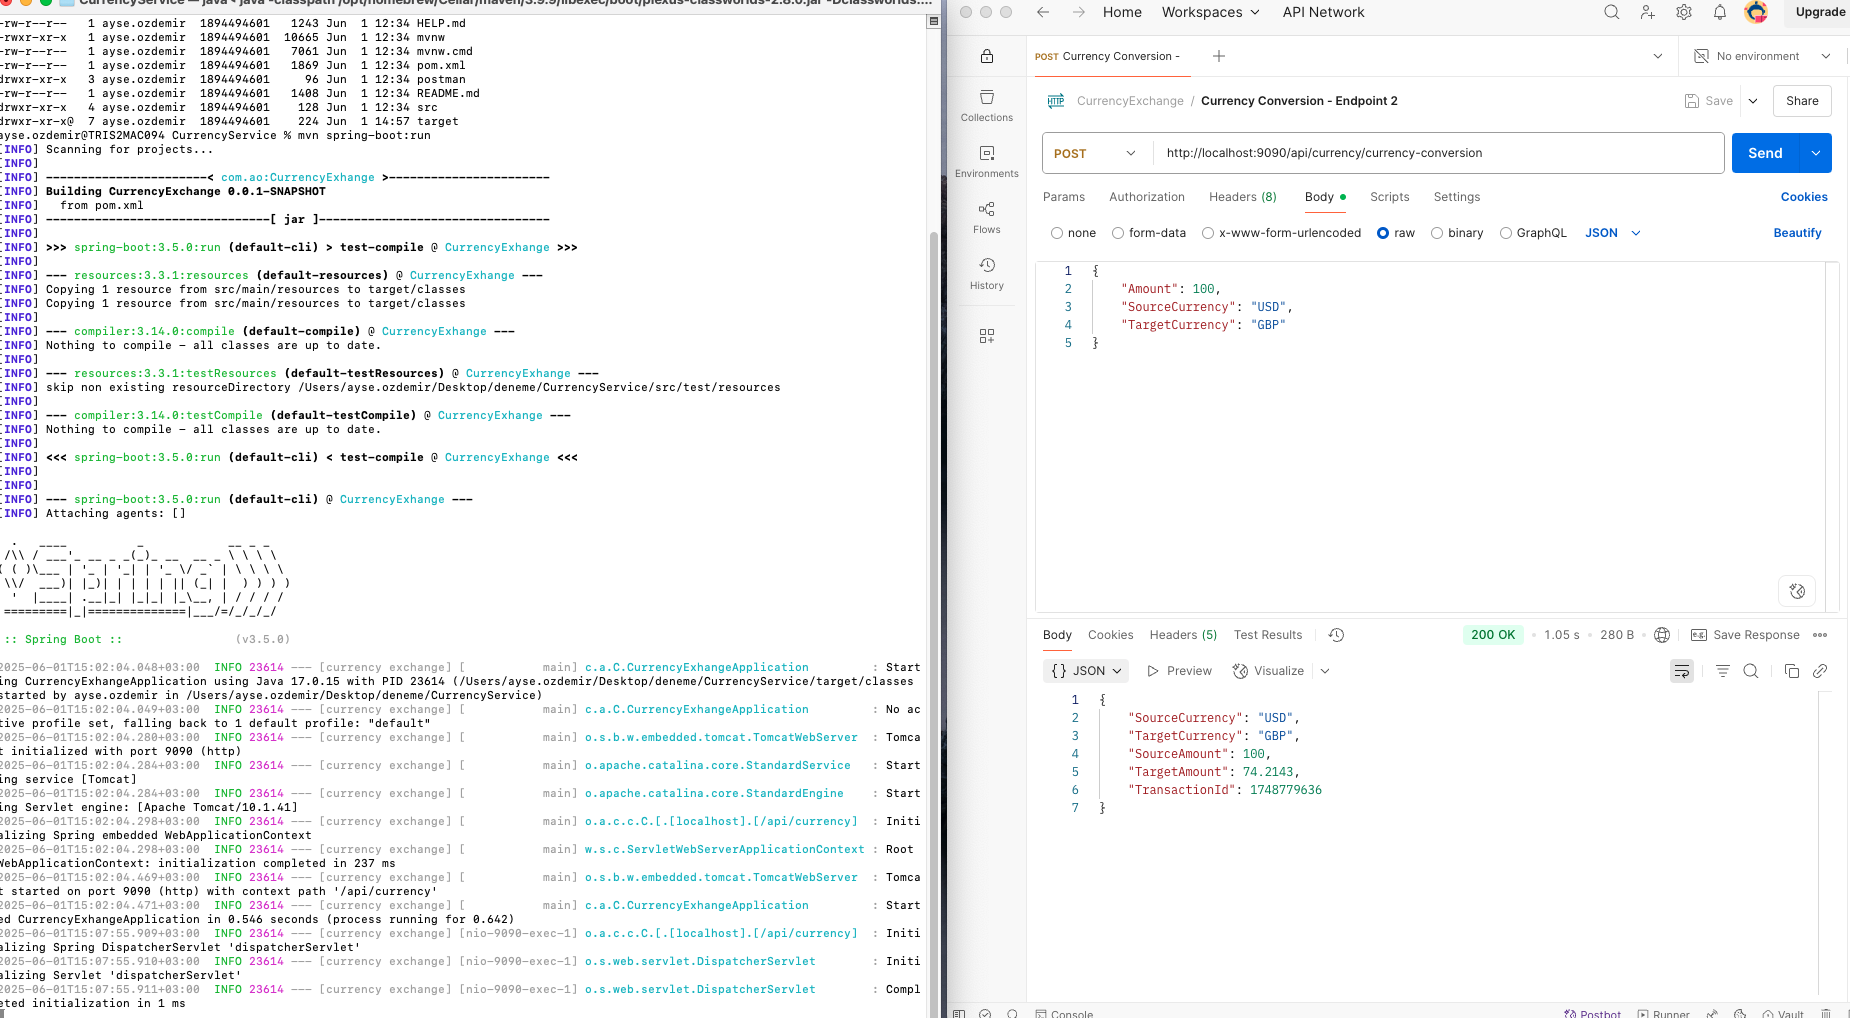 CurrencyService — java ◂ java -classpath /opt/homebrew/Cellar/maven/3.9.9/libexec/boot/plexus-classworlds-2.8.0.jar -Dclassworlds....
-rw-r--r--   1 ayse.ozdemir  1894494601   1243 Jun  1 12:34 HELP.md
-rwxr-xr-x   1 ayse.ozdemir  1894494601  10665 Jun  1 12:34 mvnw
-rw-r--r--   1 ayse.ozdemir  1894494601   7061 Jun  1 12:34 mvnw.cmd
-rw-r--r--   1 ayse.ozdemir  1894494601   1869 Jun  1 12:34 pom.xml
drwxr-xr-x   3 ayse.ozdemir  1894494601     96 Jun  1 12:34 postman
-rw-r--r--   1 ayse.ozdemir  1894494601   1408 Jun  1 12:34 README.md
drwxr-xr-x   4 ayse.ozdemir  1894494601    128 Jun  1 12:34 src
drwxr-xr-x@  7 ayse.ozdemir  1894494601    224 Jun  1 14:57 target
ayse.ozdemir@TRIS2MAC094 CurrencyService % mvn spring-boot:run
[INFO] Scanning for projects...
[INFO]
[INFO] -----------------------< com.ao:CurrencyExhange >-----------------------
[INFO] Building CurrencyExhange 0.0.1-SNAPSHOT
[INFO]   from pom.xml
[INFO] --------------------------------[ jar ]---------------------------------
[INFO]
[INFO] >>> spring-boot:3.5.0:run (default-cli) > test-compile @ CurrencyExhange >>>
[INFO]
[INFO] --- resources:3.3.1:resources (default-resources) @ CurrencyExhange ---
[INFO] Copying 1 resource from src/main/resources to target/classes
[INFO] Copying 1 resource from src/main/resources to target/classes
[INFO]
[INFO] --- compiler:3.14.0:compile (default-compile) @ CurrencyExhange ---
[INFO] Nothing to compile - all classes are up to date.
[INFO]
[INFO] --- resources:3.3.1:testResources (default-testResources) @ CurrencyExhange ---
[INFO] skip non existing resourceDirectory /Users/ayse.ozdemir/Desktop/deneme/CurrencyService/src/test/resources
[INFO]
[INFO] --- compiler:3.14.0:testCompile (default-testCompile) @ CurrencyExhange ---
[INFO] Nothing to compile - all classes are up to date.
[INFO]
[INFO] <<< spring-boot:3.5.0:run (default-cli) < test-compile @ CurrencyExhange <<<
[INFO]
[INFO]
[INFO] --- spring-boot:3.5.0:run (default-cli) @ CurrencyExhange ---
[INFO] Attaching agents: []
:: Spring Boot ::                (v3.5.0)
2025-06-01T15:02:04.048+03:00  INFO 23614 --- [currency exchange] [           main] c.a.C.CurrencyExhangeApplication         : Start
ing CurrencyExhangeApplication using Java 17.0.15 with PID 23614 (/Users/ayse.ozdemir/Desktop/deneme/CurrencyService/target/classes
started by ayse.ozdemir in /Users/ayse.ozdemir/Desktop/deneme/CurrencyService)
2025-06-01T15:02:04.049+03:00  INFO 23614 --- [currency exchange] [           main] c.a.C.CurrencyExhangeApplication         : No ac
tive profile set, falling back to 1 default profile: "default"
2025-06-01T15:02:04.280+03:00  INFO 23614 --- [currency exchange] [           main] o.s.b.w.embedded.tomcat.TomcatWebServer  : Tomca
t initialized with port 9090 (http)
2025-06-01T15:02:04.284+03:00  INFO 23614 --- [currency exchange] [           main] o.apache.catalina.core.StandardService   : Start
ing service [Tomcat]
2025-06-01T15:02:04.284+03:00  INFO 23614 --- [currency exchange] [           main] o.apache.catalina.core.StandardEngine    : Start
ing Servlet engine: [Apache Tomcat/10.1.41]
2025-06-01T15:02:04.298+03:00  INFO 23614 --- [currency exchange] [           main] o.a.c.c.C.[.[localhost].[/api/currency]  : Initi
alizing Spring embedded WebApplicationContext
2025-06-01T15:02:04.298+03:00  INFO 23614 --- [currency exchange] [           main] w.s.c.ServletWebServerApplicationContext : Root
WebApplicationContext: initialization completed in 237 ms
2025-06-01T15:02:04.469+03:00  INFO 23614 --- [currency exchange] [           main] o.s.b.w.embedded.tomcat.TomcatWebServer  : Tomca
t started on port 9090 (http) with context path '/api/currency'
2025-06-01T15:02:04.471+03:00  INFO 23614 --- [currency exchange] [           main] c.a.C.CurrencyExhangeApplication         : Start
ed CurrencyExhangeApplication in 0.546 seconds (process running for 0.642)
2025-06-01T15:07:55.909+03:00  INFO 23614 --- [currency exchange] [nio-9090-exec-1] o.a.c.c.C.[.[localhost].[/api/currency]  : Initi
alizing Spring DispatcherServlet 'dispatcherServlet'
2025-06-01T15:07:55.910+03:00  INFO 23614 --- [currency exchange] [nio-9090-exec-1] o.s.web.servlet.DispatcherServlet        : Initi
alizing Servlet 'dispatcherServlet'
2025-06-01T15:07:55.911+03:00  INFO 23614 --- [currency exchange] [nio-9090-exec-1] o.s.web.servlet.DispatcherServlet        : Compl
eted initialization in 1 ms
Home Workspaces API Network Upgrade
POST Currency Conversion - No environment
HTTP CurrencyExchange / Currency Conversion - Endpoint 2 Save Share
Collections
Environments
Flows
History
POST http://localhost:9090/api/currency/currency-conversion Send
Params Authorization Headers (8) Body Scripts Settings Cookies
none form-data x-www-form-urlencoded raw binary GraphQL JSON Beautify
1 {
2 "Amount": 100,
3 "SourceCurrency": "USD",
4 "TargetCurrency": "GBP"
5 }
Body Cookies Headers (5) Test Results 200 OK • 1.05 s • 280 B • Save Response
{} JSON Preview Visualize
1 {
2 "SourceCurrency": "USD",
3 "TargetCurrency": "GBP",
4 "SourceAmount": 100,
5 "TargetAmount": 74.2143,
6 "TransactionId": 1748779636
7 }
Console Postbot Runner Vault